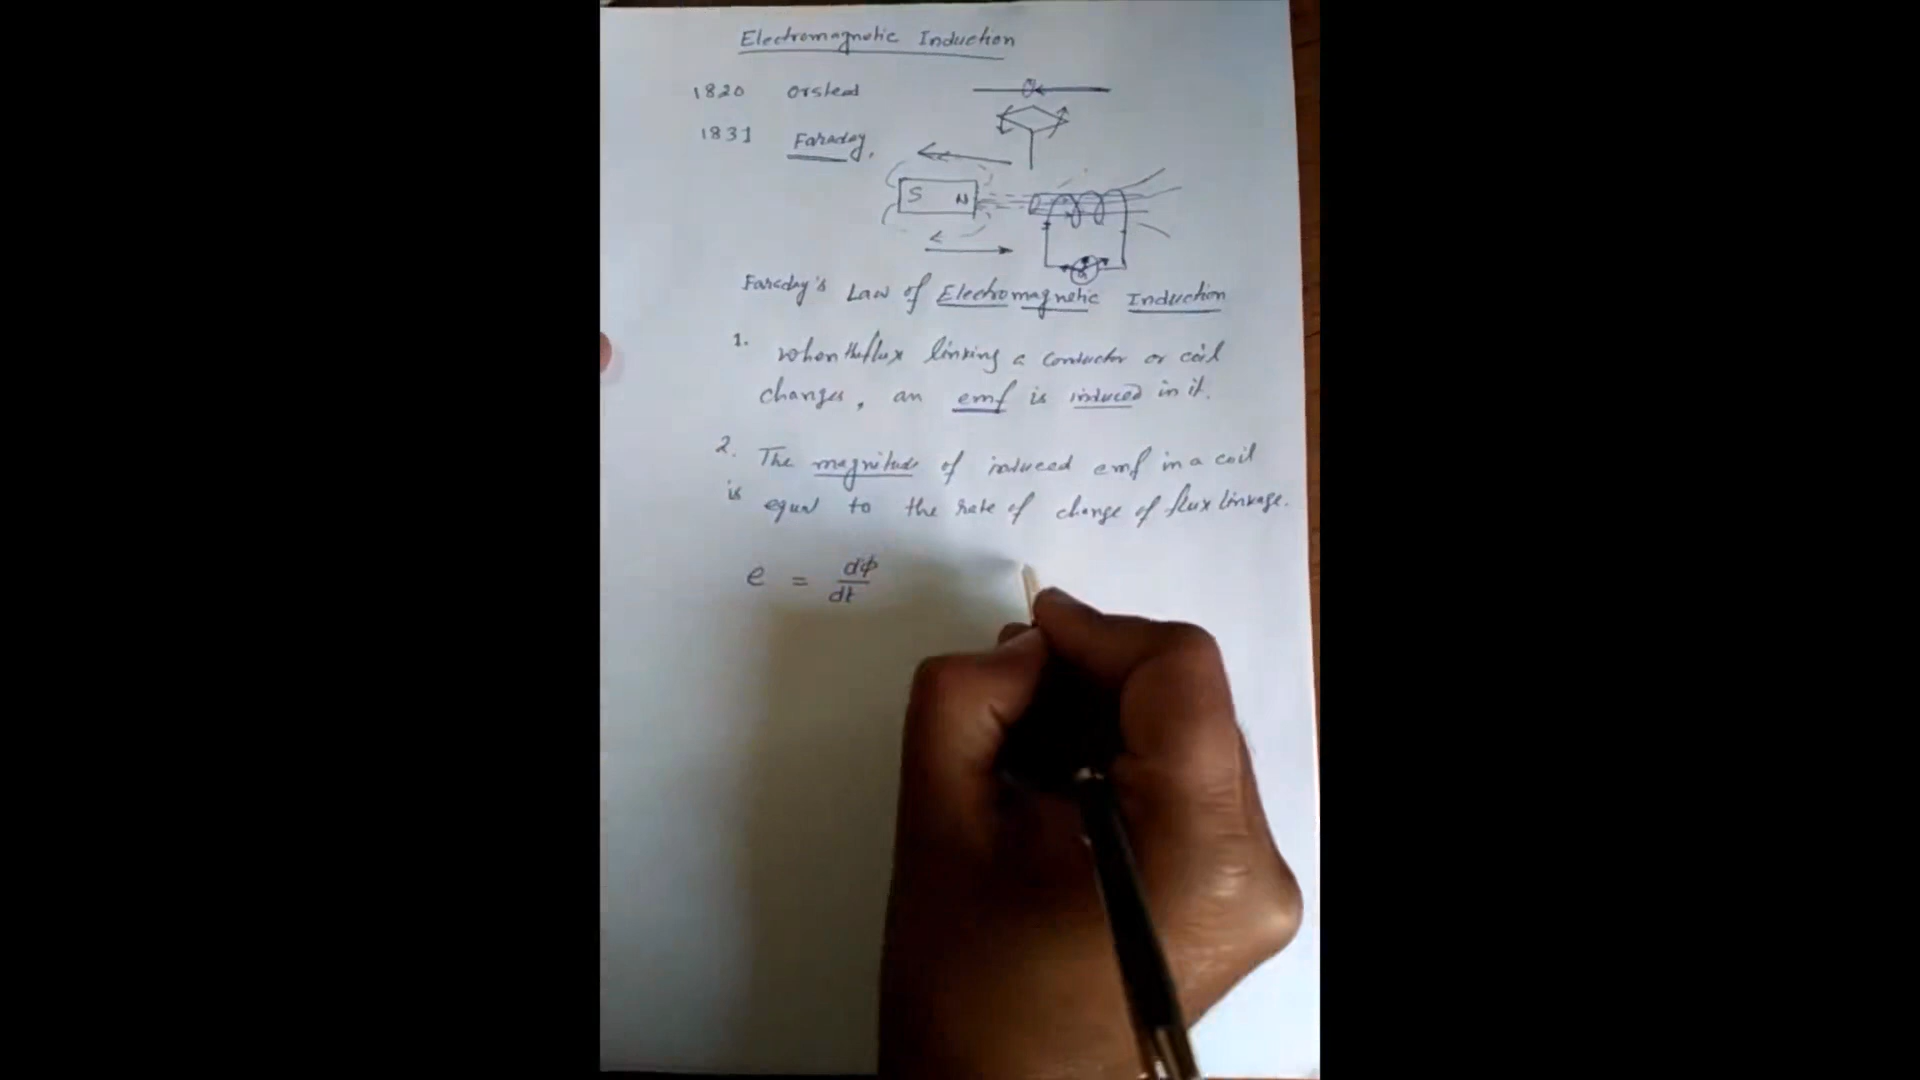 Electromagnetic Induction
1820 Orsted
1831 Faraday,
S N
G
Faraday's Law of Electromagnetic Induction
1. when the flux linking a conductor or coil
changes, an emf is induced in it.
2. The magnitude of induced emf in a coil
is equal to the rate of change of flux linkage.
e = dφ/dt